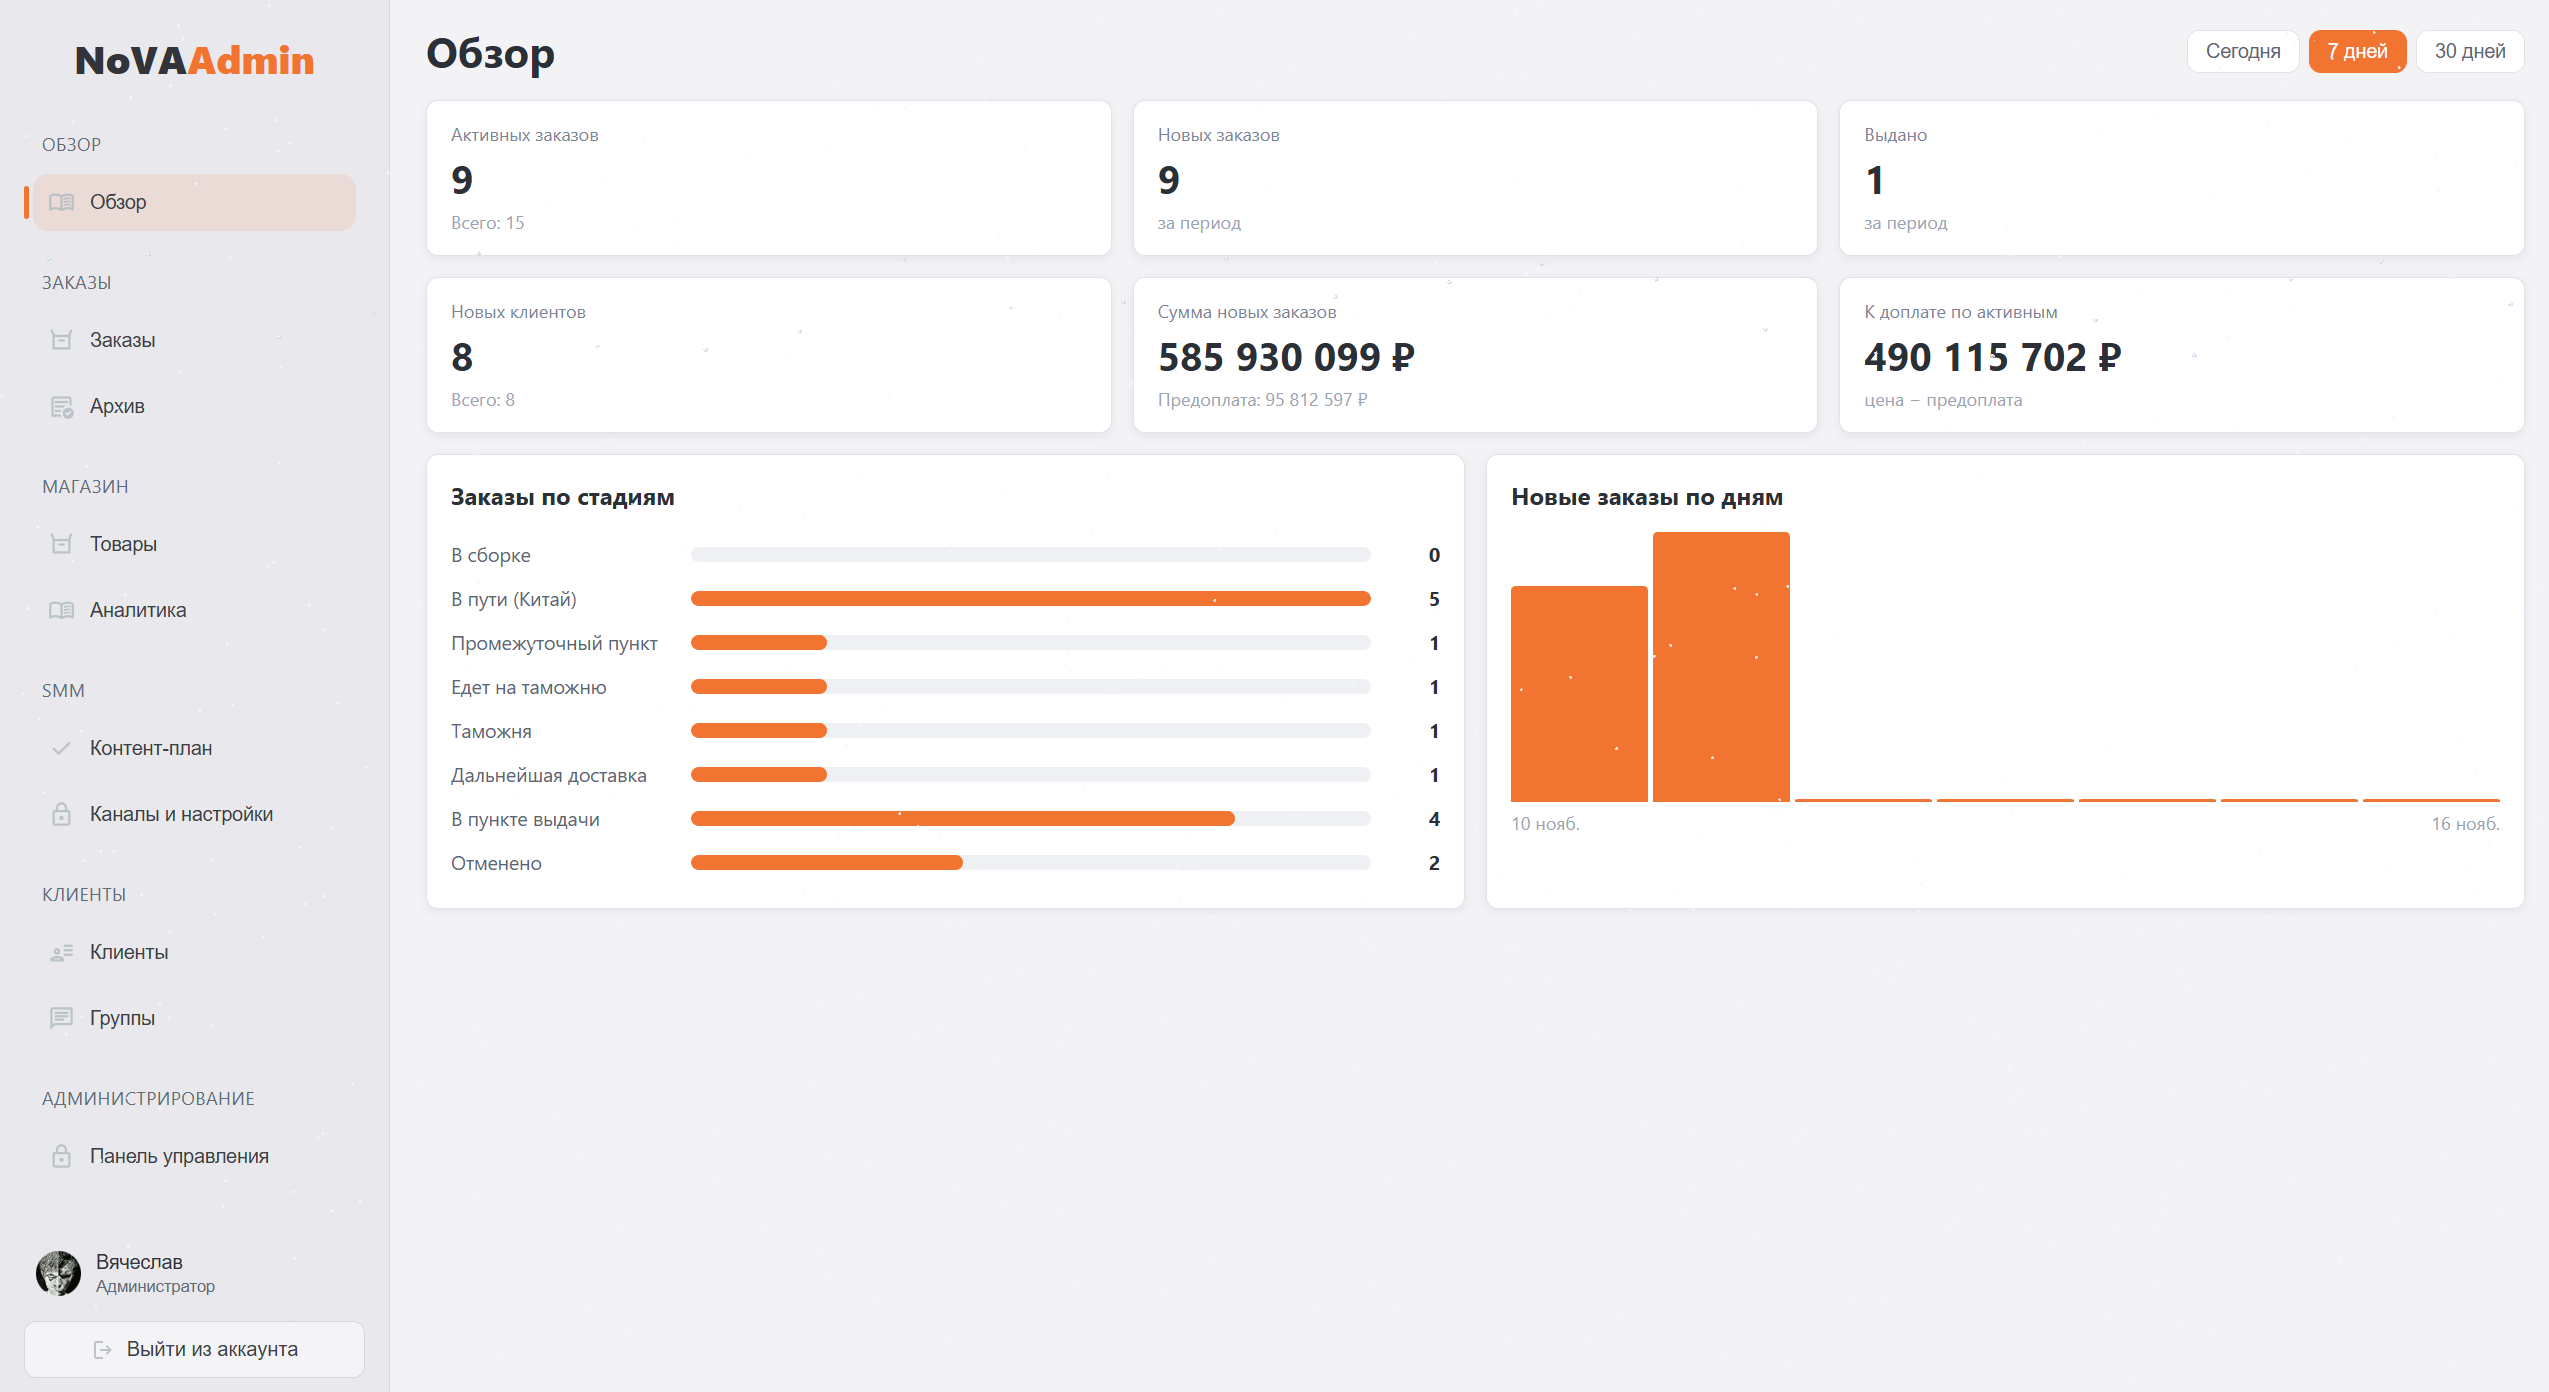 NoVAAdmin
ОБЗОР
Обзор
ЗАКАЗЫ
Заказы
Архив
МАГАЗИН
Товары
Аналитика
SMM
Контент-план
Каналы и настройки
КЛИЕНТЫ
Клиенты
Группы
АДМИНИСТРИРОВАНИЕ
Панель управления
Вячеслав
Администратор
Выйти из аккаунта
Обзор
Сегодня
7 дней
30 дней
Активных заказов
9
Всего: 15
Новых заказов
9
за период
Выдано
1
за период
Новых клиентов
8
Всего: 8
Сумма новых заказов
585 930 099 ₽
Предоплата: 95 812 597 ₽
К доплате по активным
490 115 702 ₽
цена − предоплата
Заказы по стадиям
В сборке 0
В пути (Китай) 5
Промежуточный пункт 1
Едет на таможню 1
Таможня 1
Дальнейшая доставка 1
В пункте выдачи 4
Отменено 2
Новые заказы по дням
10 нояб. 16 нояб.